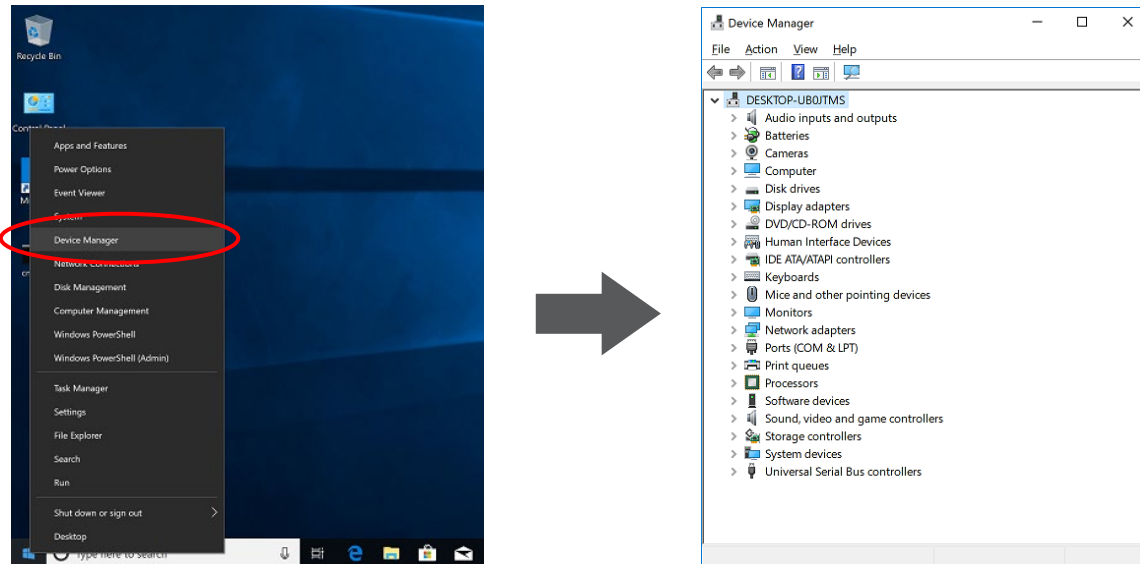 Recycle Bin
Control Panel
Apps and Features
Power Options
Event Viewer
System
Device Manager
Network Connections
Disk Management
Computer Management
Windows PowerShell
Windows PowerShell (Admin)
Task Manager
Settings
File Explorer
Search
Run
Shut down or sign out
Desktop
Type here to search
Device Manager
File Action View Help
DESKTOP-UB0JTMS
Audio inputs and outputs
Batteries
Cameras
Computer
Disk drives
Display adapters
DVD/CD-ROM drives
Human Interface Devices
IDE ATA/ATAPI controllers
Keyboards
Mice and other pointing devices
Monitors
Network adapters
Ports (COM & LPT)
Print queues
Processors
Software devices
Sound, video and game controllers
Storage controllers
System devices
Universal Serial Bus controllers